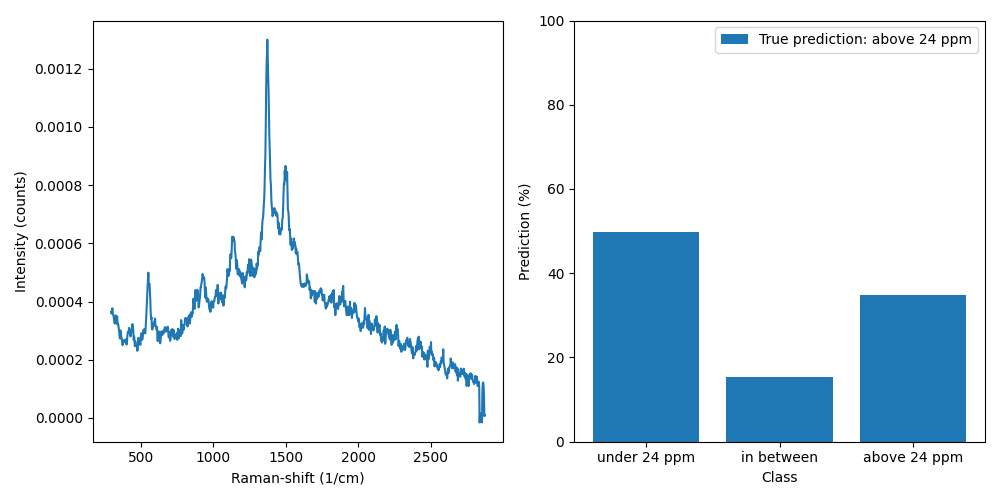 0.0012
0.0010
0.0008
0.0006
0.0004
0.0002
0.0000
Intensity (counts)
500 1000 1500 2000 2500
Raman-shift (1/cm)
100
80
60
40
20
0
Prediction (%)
True prediction: above 24 ppm
under 24 ppm in between above 24 ppm
Class